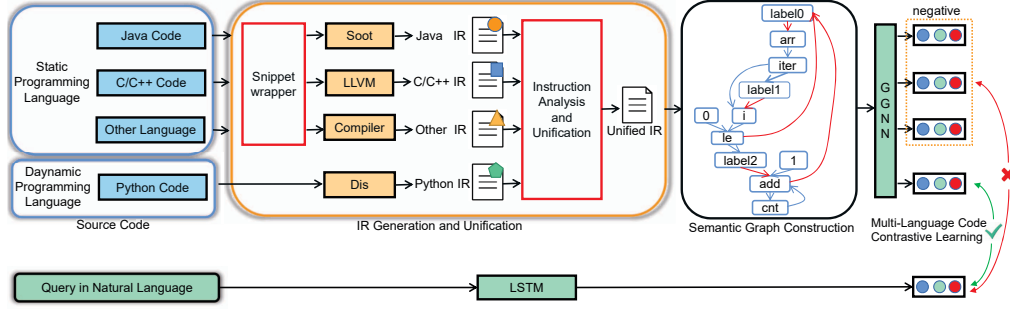 Static
Programming
Language
Java Code
C/C++ Code
Other Language
Daynamic
Programming
Language
Python Code
Source Code
Snippet
wrapper
Soot
Java IR
LLVM
C/C++ IR
Compiler
Other IR
Dis
Python IR
Instruction
Analysis
and
Unification
Unified IR
IR Generation and Unification
label0
arr
iter
label1
0
i
le
label2
1
add
cnt
Semantic Graph Construction
G
G
N
N
negative
Multi-Language Code
Contrastive Learning
Query in Natural Language
LSTM